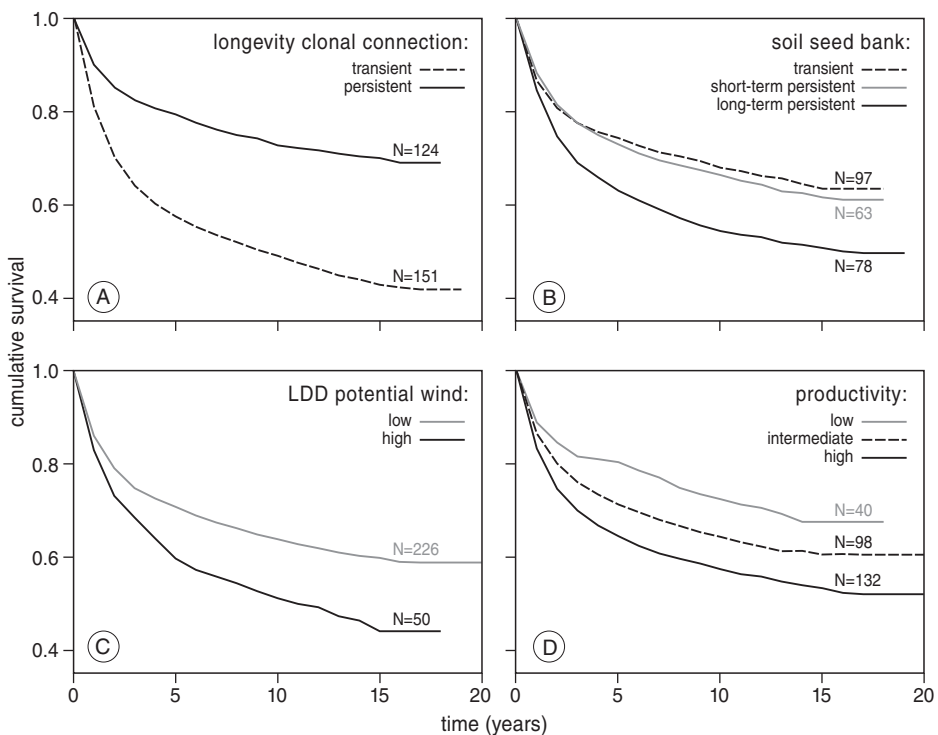 cumulative survival
1.0
0.8
0.6
0.4
longevity clonal connection:
transient
persistent
N=124
N=151
A
soil seed bank:
transient
short-term persistent
long-term persistent
N=97
N=63
N=78
B
1.0
0.8
0.6
0.4
LDD potential wind:
low
high
N=226
N=50
C
0 5 10 15 20
productivity:
low
intermediate
high
N=40
N=98
N=132
D
0 5 10 15 20
time (years)